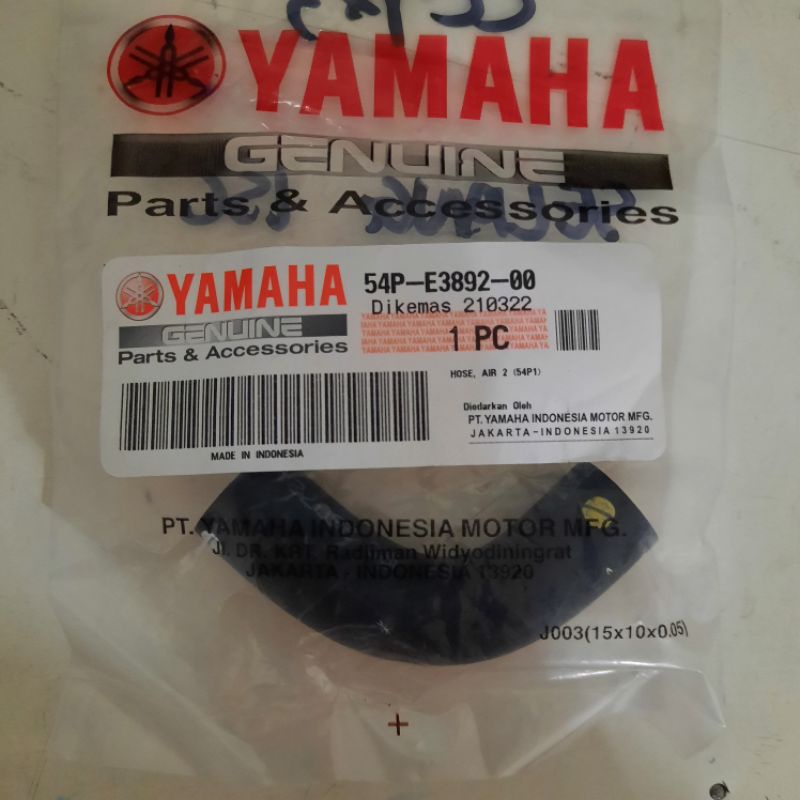 YAMAHA
GENUINE
Parts & Accessories
YAMAHA
GENUINE
Parts & Accessories
54P-E3892-00
Dikemas 210322
1 PC
HOSE, AIR 2 (54P1)
Diedarkan Oleh
PT. YAMAHA INDONESIA MOTOR MFG.
JAKARTA - INDONESIA 13920
MADE IN INDONESIA
PT. YAMAHA INDONESIA MOTOR MFG.
Jl. DR. KRT. Radjiman Widyodiningrat
JAKARTA - INDONESIA 13920
J003(15x10x0.05)